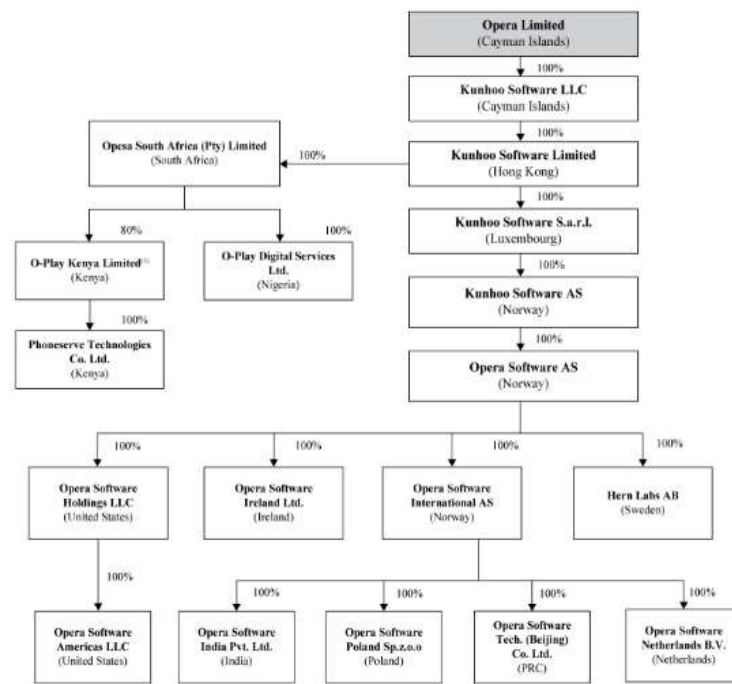 Opera Limited
(Cayman Islands)
100%
Kunhoo Software LLC
(Cayman Islands)
100%
Opesa South Africa (Pty) Limited
(South Africa)
100%
Kunhoo Software Limited
(Hong Kong)
100%
80%
100%
Kunhoo Software S.a.r.l.
(Luxembourg)
O-Play Kenya Limited
(Kenya)
O-Play Digital Services
Ltd.
(Nigeria)
100%
Kunhoo Software AS
(Norway)
100%
Phoneserve Technologies
Co. Ltd.
(Kenya)
100%
Opera Software AS
(Norway)
100%
100%
100%
100%
Opera Software
Holdings LLC
(United States)
Opera Software
Ireland Ltd.
(Ireland)
Opera Software
International AS
(Norway)
Hern Labs AB
(Sweden)
100%
100%
100%
100%
100%
Opera Software
Americas LLC
(United States)
Opera Software
India Pvt. Ltd.
(India)
Opera Software
Poland Sp.z.o.o
(Poland)
Opera Software
Tech. (Beijing)
Co. Ltd.
(PRC)
Opera Software
Netherlands B.V.
(Netherlands)